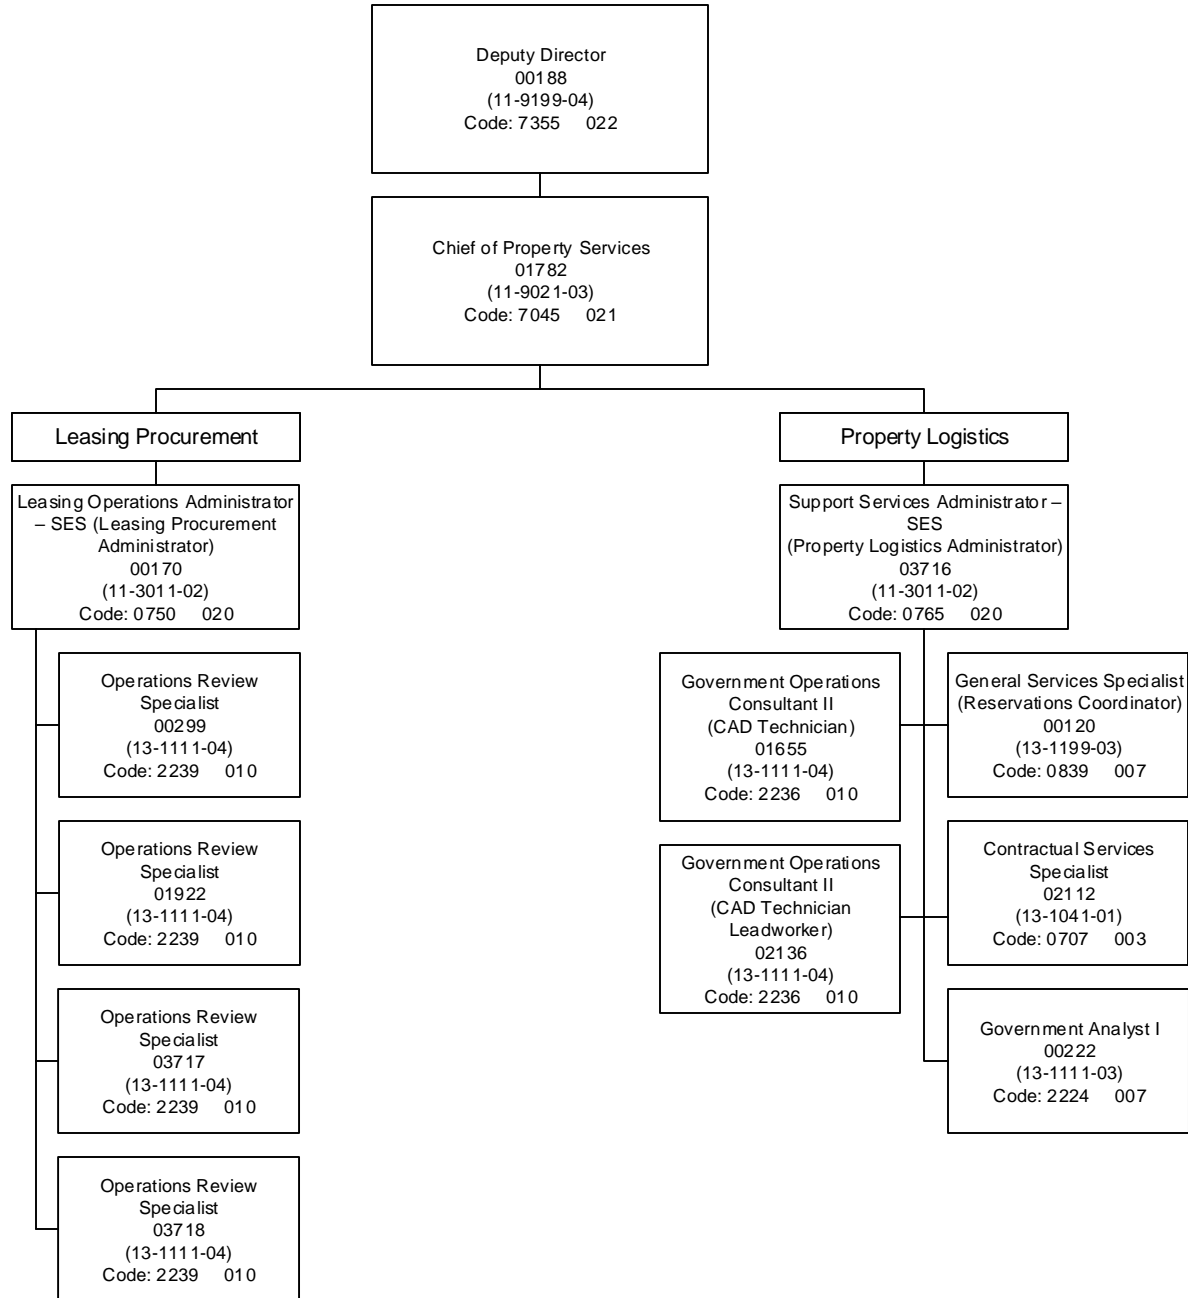 Deputy Director
00188
(11-9199-04)
Code: 7355 022
Chief of Property Services
01782
(11-9021-03)
Code: 7045 021
Leasing Procurement
Leasing Operations Administrator
– SES (Leasing Procurement
Administrator)
00170
(11-3011-02)
Code: 0750 020
Operations Review
Specialist
00299
(13-1111-04)
Code: 2239 010
Operations Review
Specialist
01922
(13-1111-04)
Code: 2239 010
Operations Review
Specialist
03717
(13-1111-04)
Code: 2239 010
Operations Review
Specialist
03718
(13-1111-04)
Code: 2239 010
Property Logistics
Support Services Administrator –
SES
(Property Logistics Administrator)
03716
(11-3011-02)
Code: 0765 020
Government Operations
Consultant II
(CAD Technician)
01655
(13-1111-04)
Code: 2236 010
Government Operations
Consultant II
(CAD Technician
Leadworker)
02136
(13-1111-04)
Code: 2236 010
General Services Specialist
(Reservations Coordinator)
00120
(13-1199-03)
Code: 0839 007
Contractual Services
Specialist
02112
(13-1041-01)
Code: 0707 003
Government Analyst I
00222
(13-1111-03)
Code: 2224 007